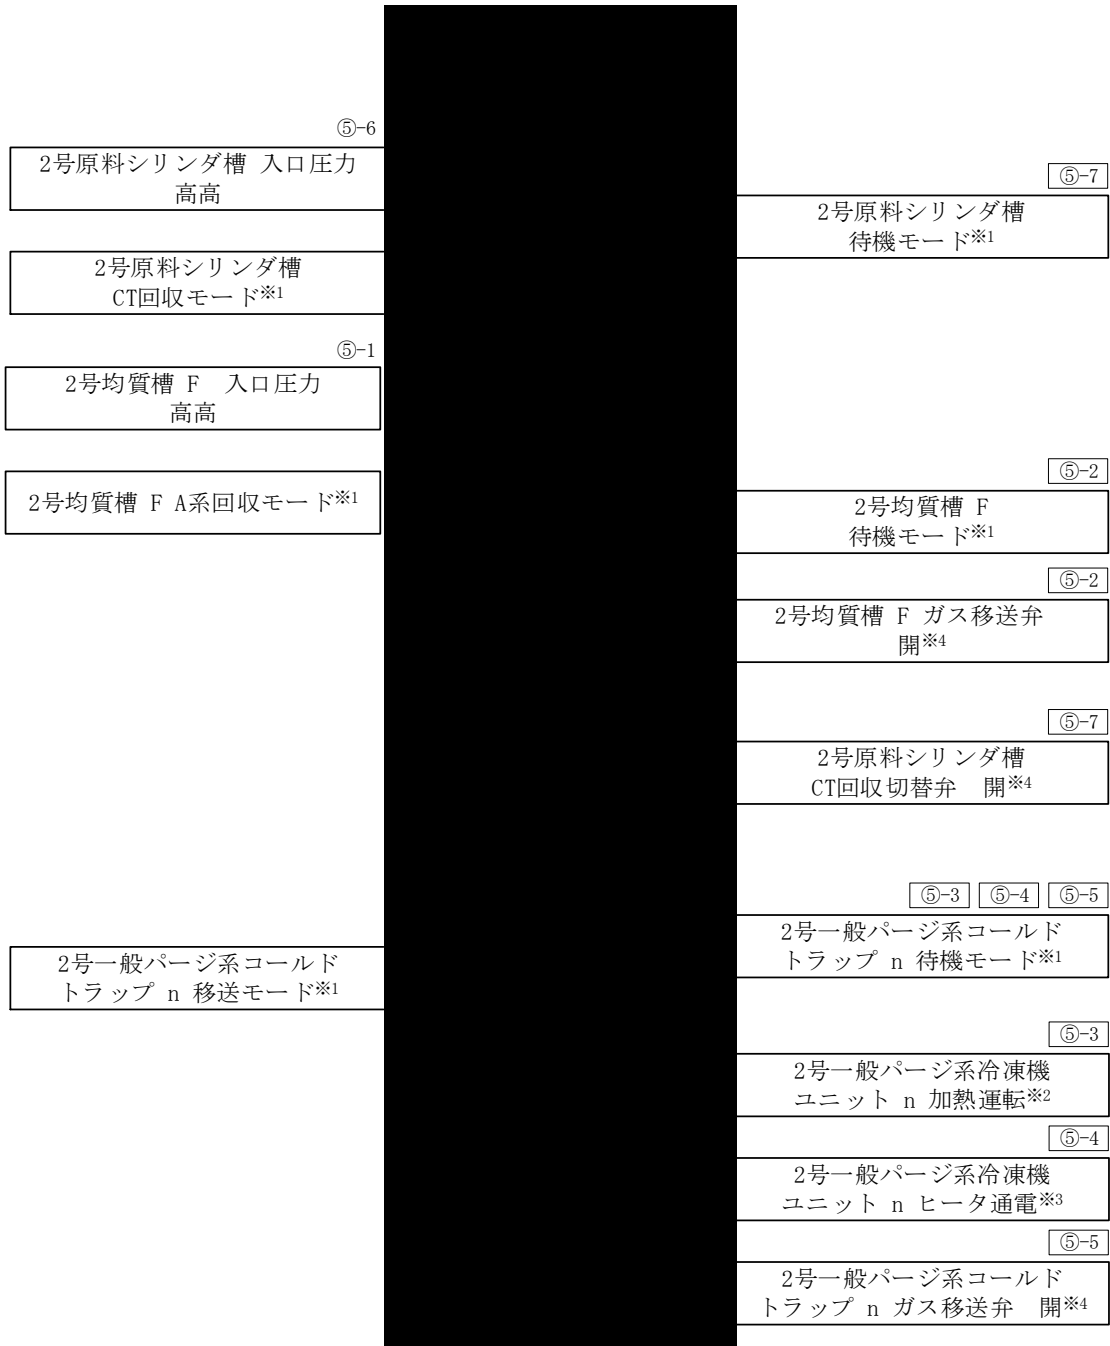 ⑤-6
2号原料シリンダ槽 入口圧力
高高
⑤-7
2号原料シリンダ槽
待機モード※1
2号原料シリンダ槽
CT回収モード※1
⑤-1
2号均質槽 F　入口圧力
高高
2号均質槽 F A系回収モード※1
⑤-2
2号均質槽 F
待機モード※1
⑤-2
2号均質槽 F ガス移送弁
開※4
⑤-7
2号原料シリンダ槽
CT回収切替弁　開※4
⑤-3 ⑤-4 ⑤-5
2号一般パージ系コールド
トラップ n 待機モード※1
2号一般パージ系コールド
トラップ n 移送モード※1
⑤-3
2号一般パージ系冷凍機
ユニット n 加熱運転※2
⑤-4
2号一般パージ系冷凍機
ユニット n ヒータ通電※3
⑤-5
2号一般パージ系コールド
トラップ n ガス移送弁　開※4